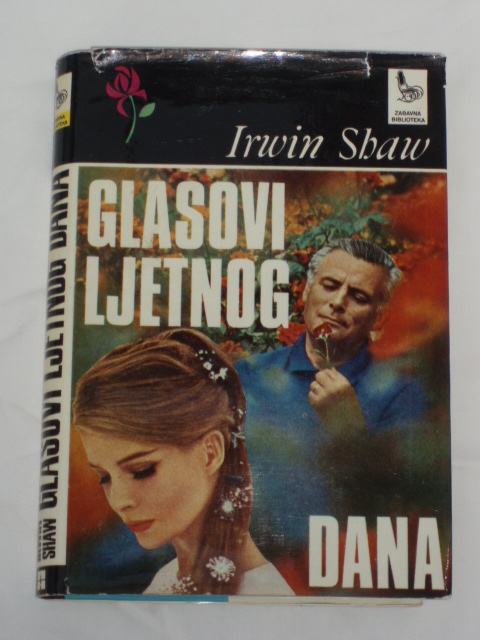 Irwin Shaw
ZABAVNA
BIBLIOTEKA
GLASOVI
LJETNOG
DANA
SHAW GLASOVI LJETNOG DANA